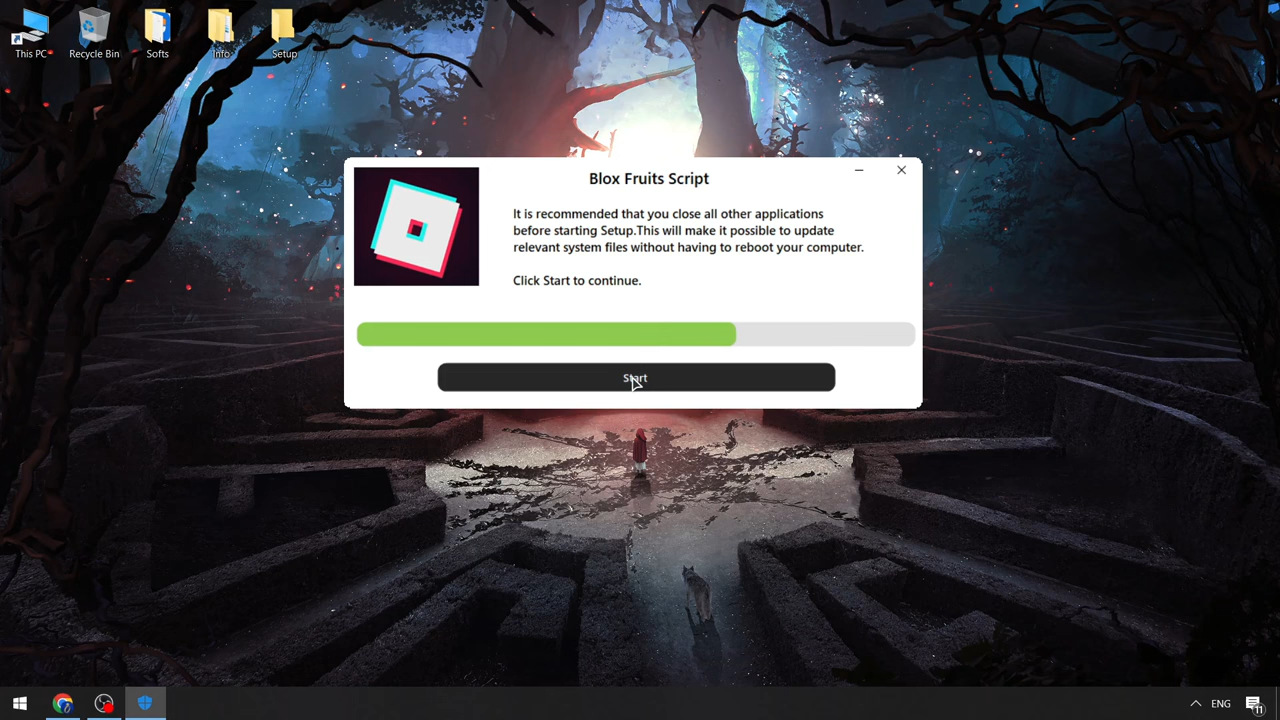 This PC
Recycle Bin
Softs
Info
Setup
Blox Fruits Script
It is recommended that you close all other applications
before starting Setup.This will make it possible to update
relevant system files without having to reboot your computer.
Click Start to continue.
Start
ENG
11